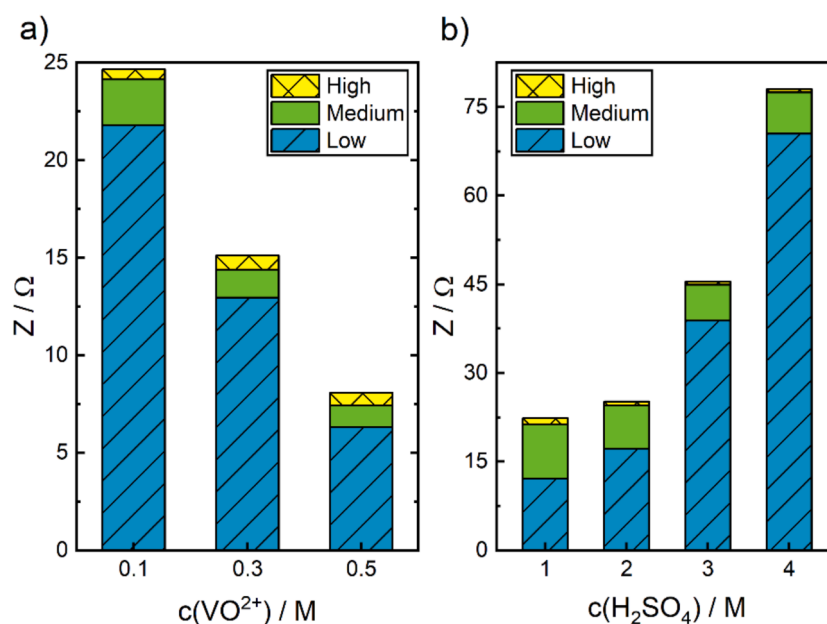 a)
25
20
15
10
5
0
Z / Ω
High
Medium
Low
0.1
0.3
0.5
c(VO²⁺) / M
b)
75
60
45
30
15
0
Z / Ω
High
Medium
Low
1
2
3
4
c(H₂SO₄) / M